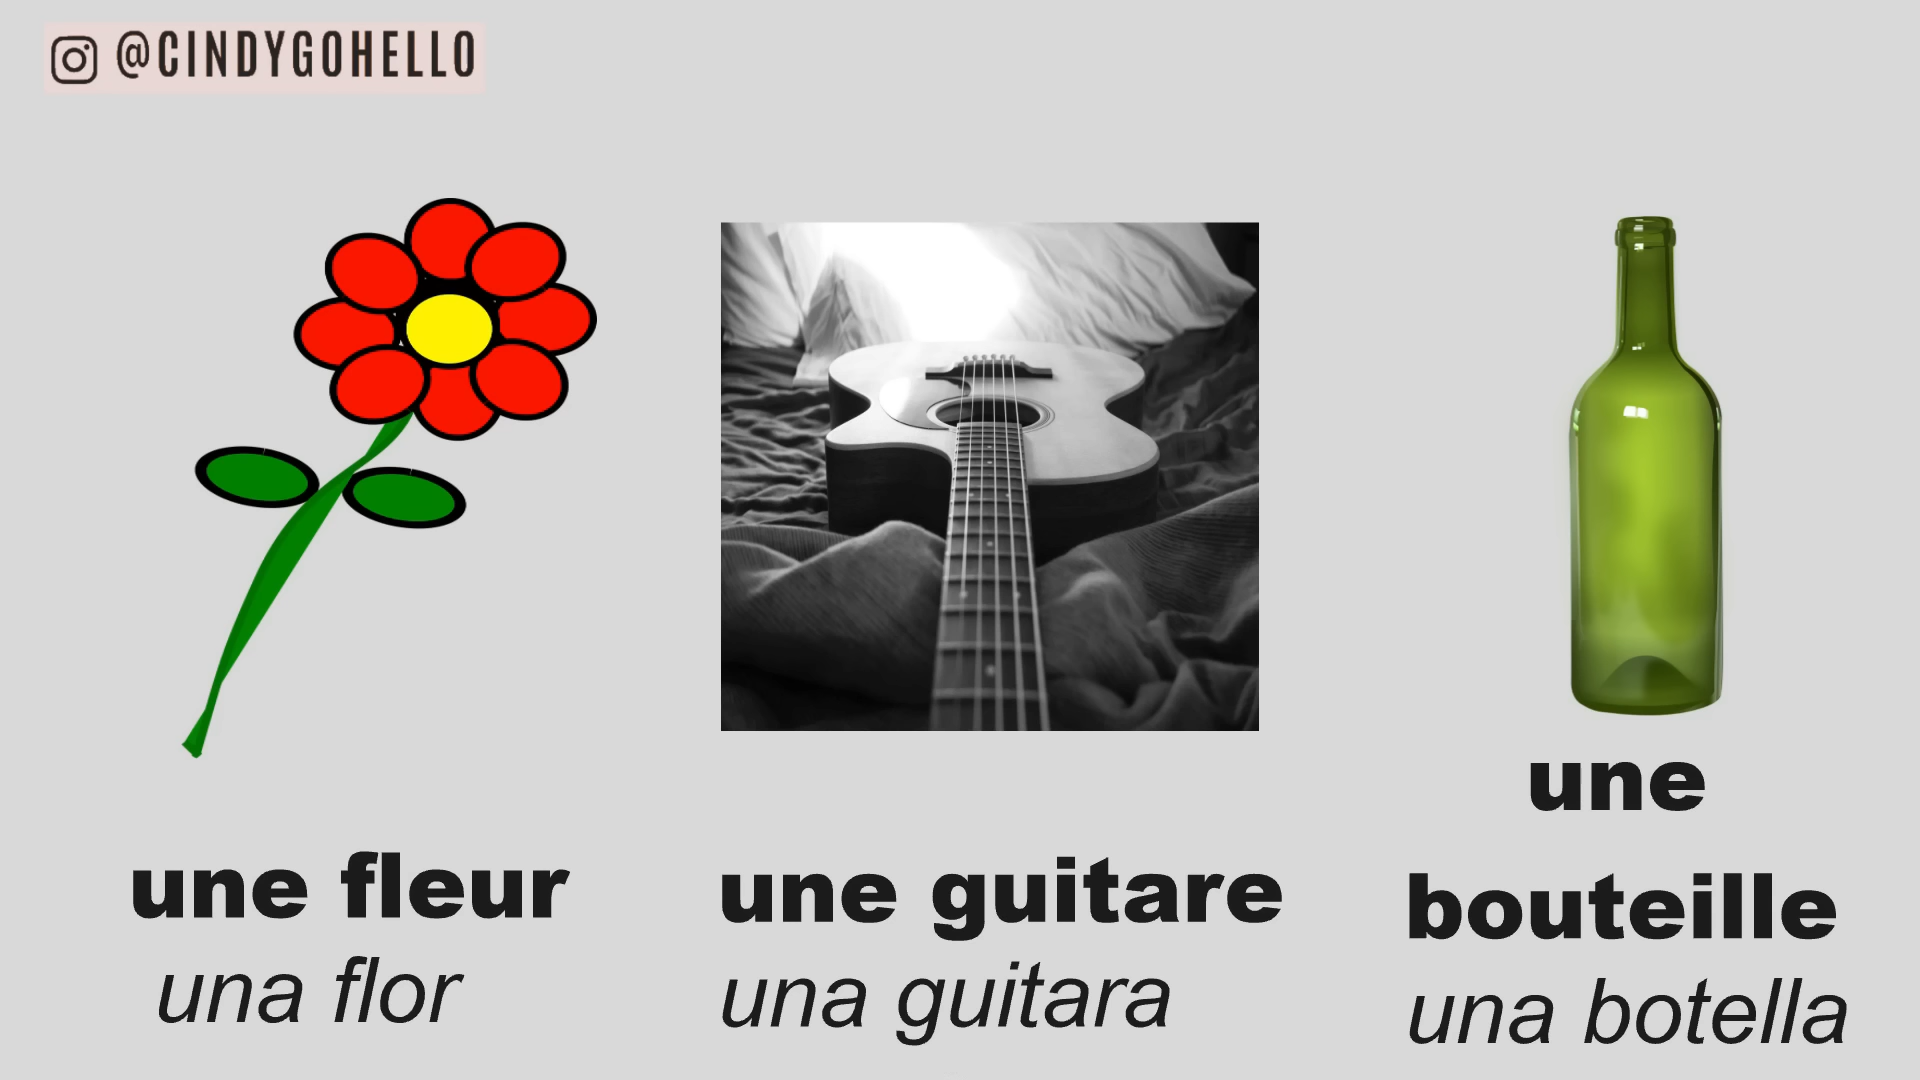 @CINDYGOHELLO
une fleur
una flor
une guitare
una guitara
une
bouteille
una botella